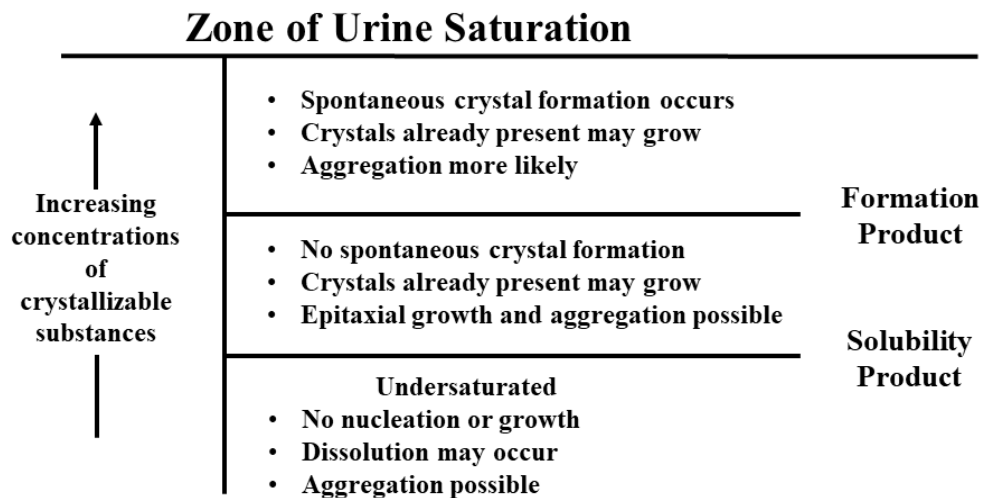 Zone of Urine Saturation
• Spontaneous crystal formation occurs
• Crystals already present may grow
• Aggregation more likely
Increasing
concentrations
of
crystallizable
substances
Formation
Product
• No spontaneous crystal formation
• Crystals already present may grow
• Epitaxial growth and aggregation possible
Solubility
Product
Undersaturated
• No nucleation or growth
• Dissolution may occur
• Aggregation possible